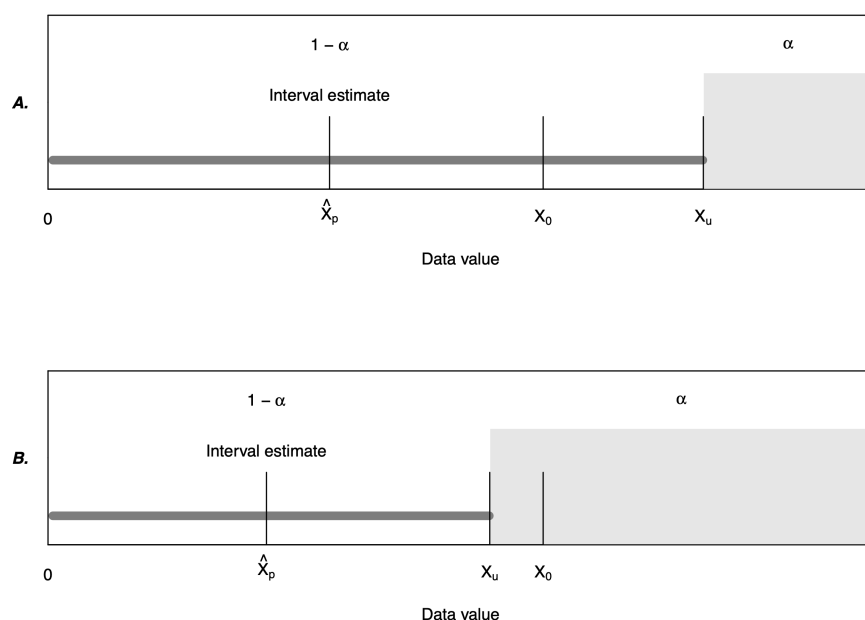 1 – α α
Interval estimate
A.
0 X̂ₚ X₀ Xᵤ
Data value
1 – α α
Interval estimate
B.
0 X̂ₚ Xᵤ X₀
Data value